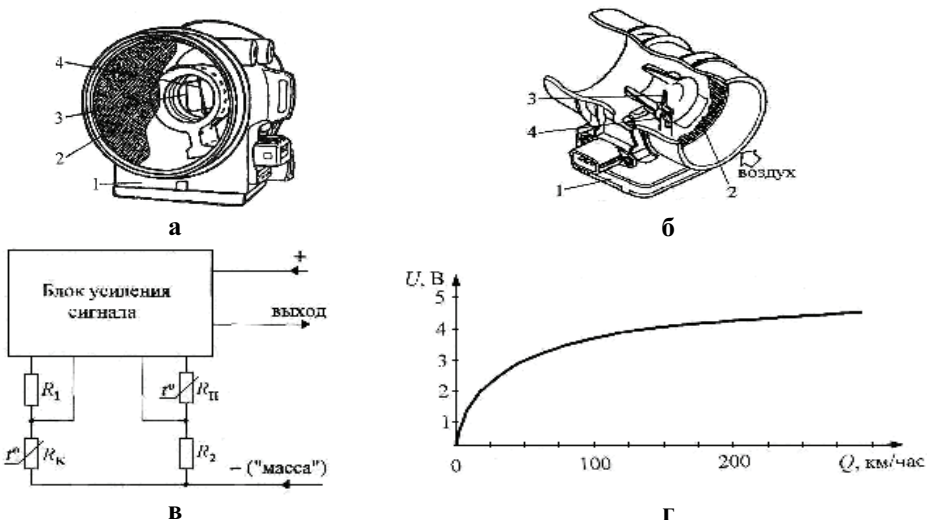 4
3
2
1
а
3
4
1
2
воздух
б
Блок усиления
сигнала
+
выход
R1
t° RП
t° RК
R2
– ("масса")
в
U, В
5
4
3
2
1
0 100 200 Q, км/час
г